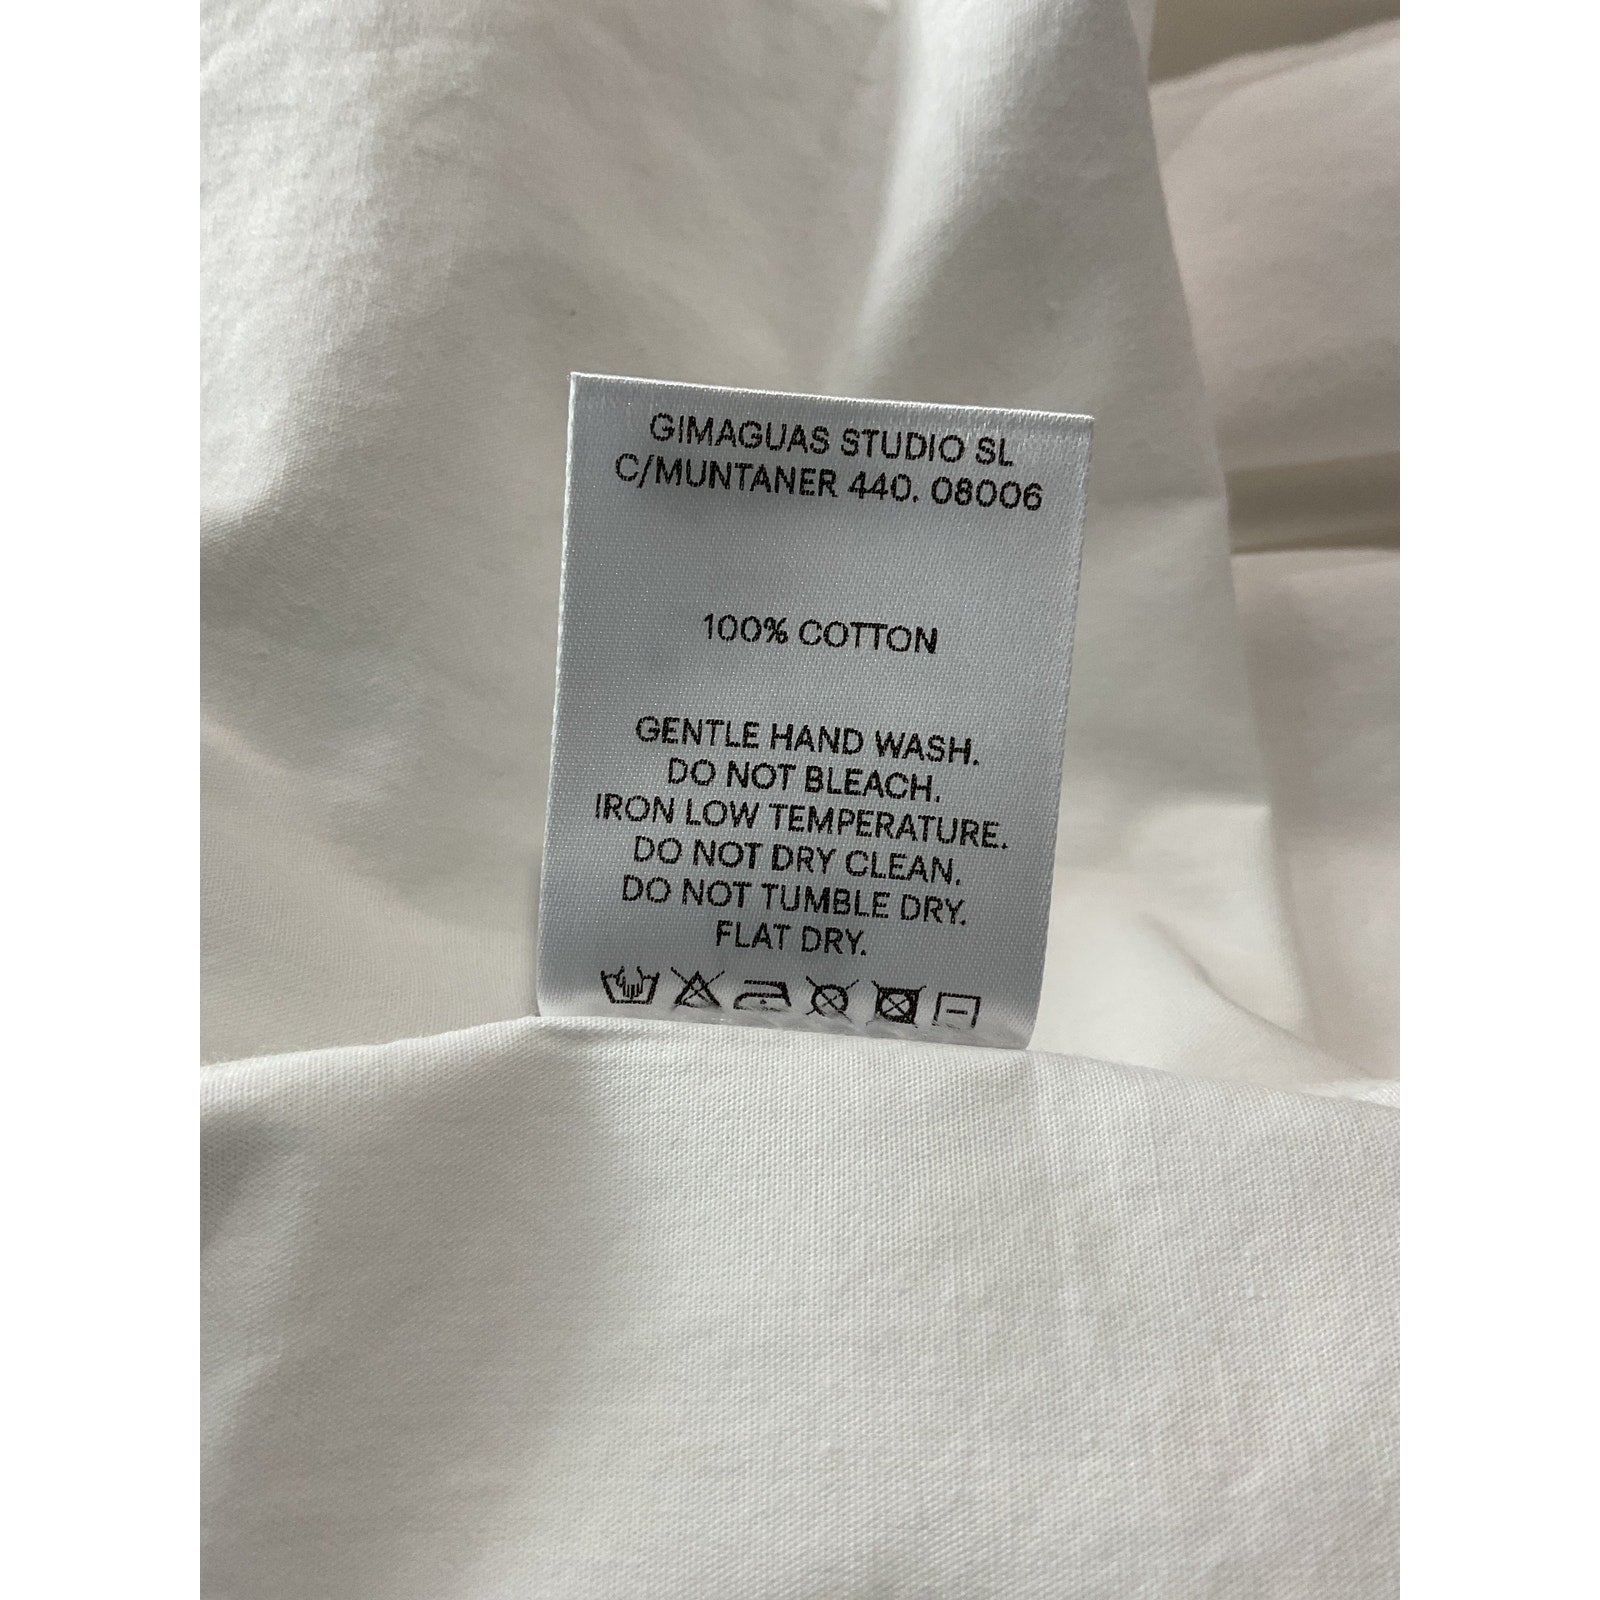 GIMAGUAS STUDIO SL
C/MUNTANER 440. 08006
100% COTTON
GENTLE HAND WASH.
DO NOT BLEACH.
IRON LOW TEMPERATURE.
DO NOT DRY CLEAN.
DO NOT TUMBLE DRY.
FLAT DRY.